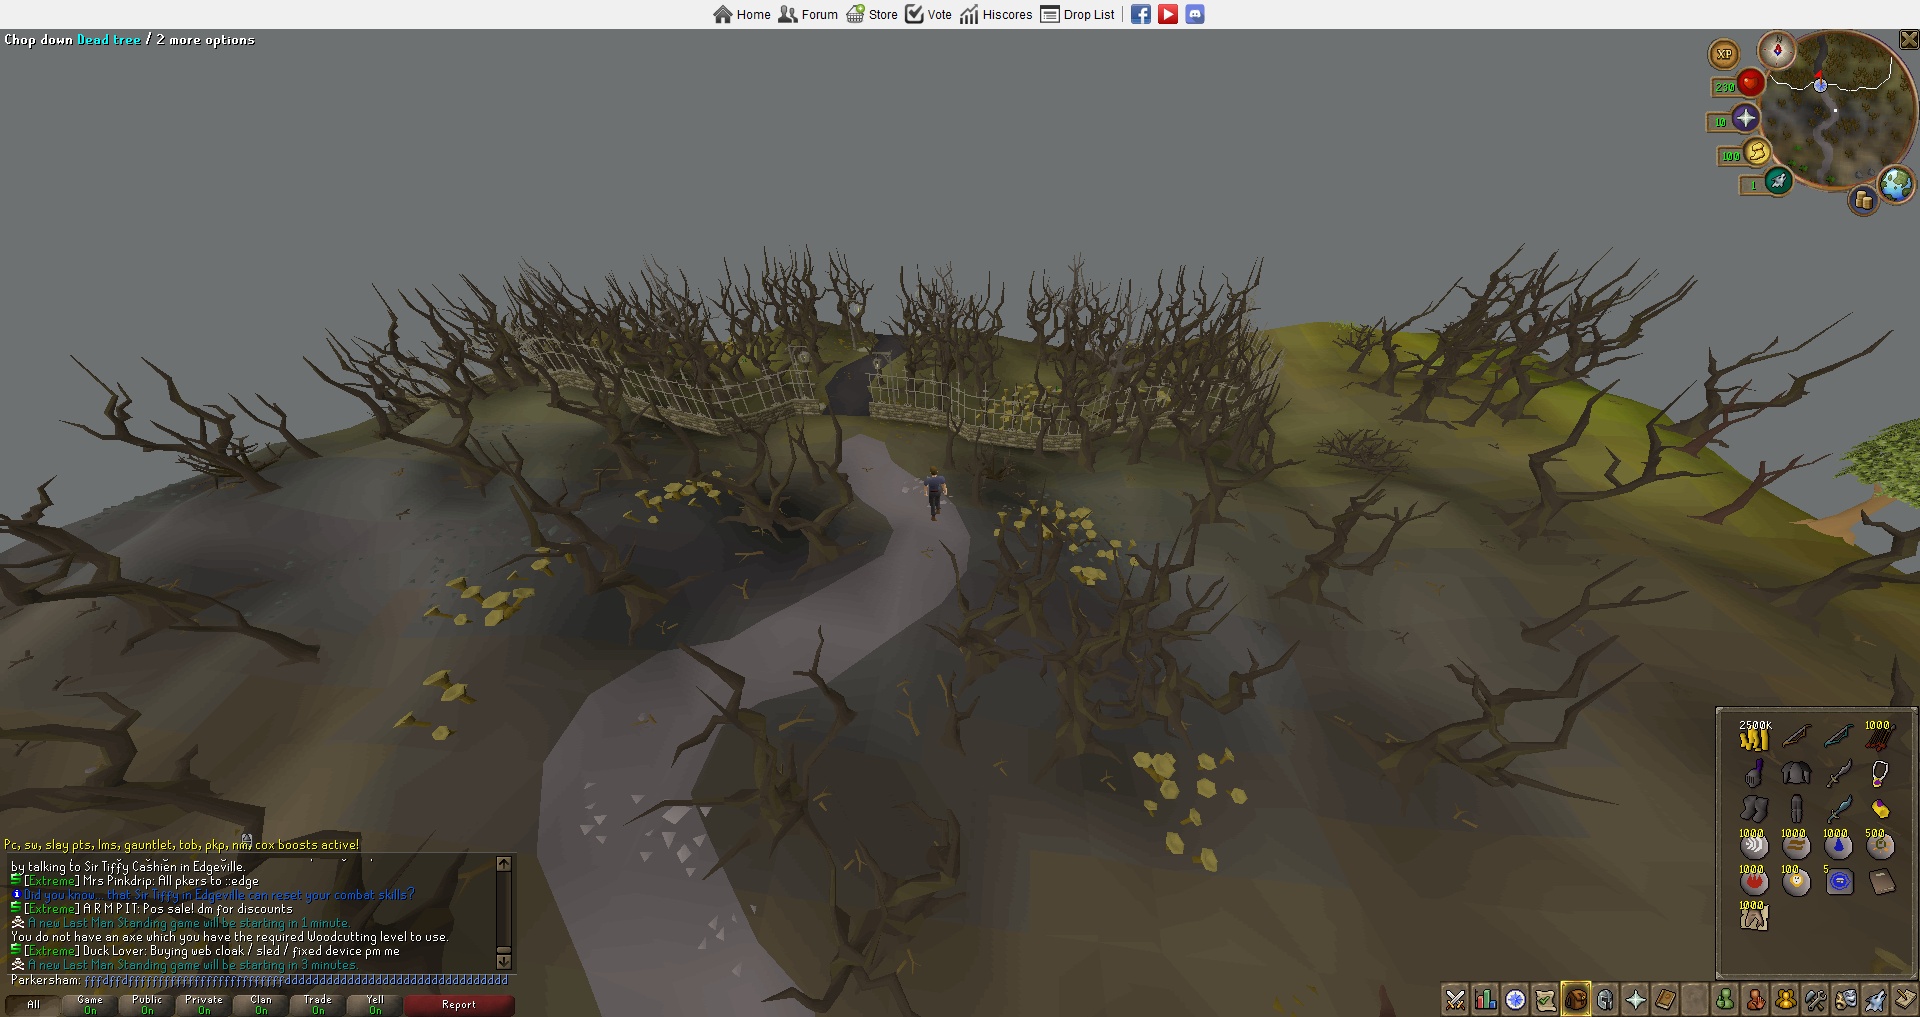 Home Forum Store Vote Hiscores Drop List
Chop down Dead tree / 2 more options
XP
N
230
10
100
1
2500K 1000
1000 1000 1000 500
1000 100 5
1000
Pc, sw, slay pts, lms, gauntlet, tob, pkp, nm, cox boosts active!
by talking to Sir Tiffy Cashien in Edgeville.
[Extreme] Mrs Pinkdrip: All pkers to ::edge
Did you know... that Sir Tiffy in Edgeville can reset your combat skills?
[Extreme] A R M P I T: Pos sale! dm for discounts
A new Last Man Standing game will be starting in 1 minute.
You do not have an axe which you have the required Woodcutting level to use.
[Extreme] Duck Lover: Buying web cloak / sled / fixed device pm me
A new Last Man Standing game will be starting in 3 minutes.
Parkersham:
All Game On Public On Private On Clan On Trade On Yell On Report